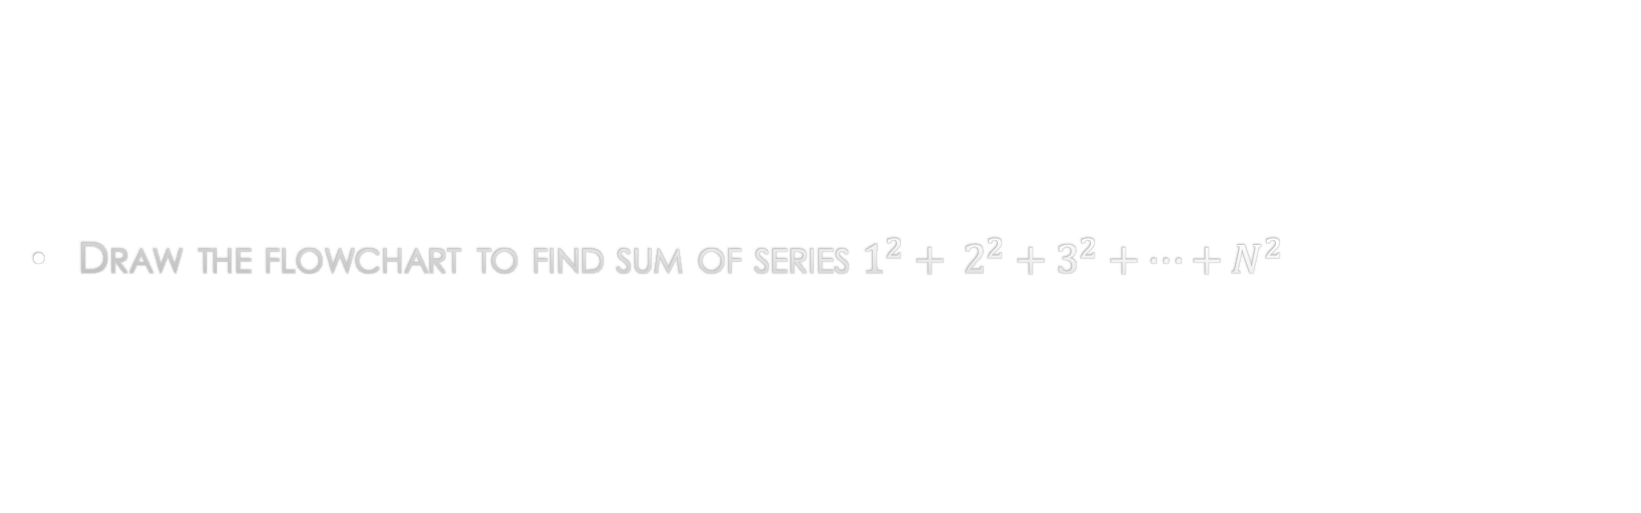 ◦ Draw the flowchart to find sum of series 1² + 2² + 3² + ⋯ + N²